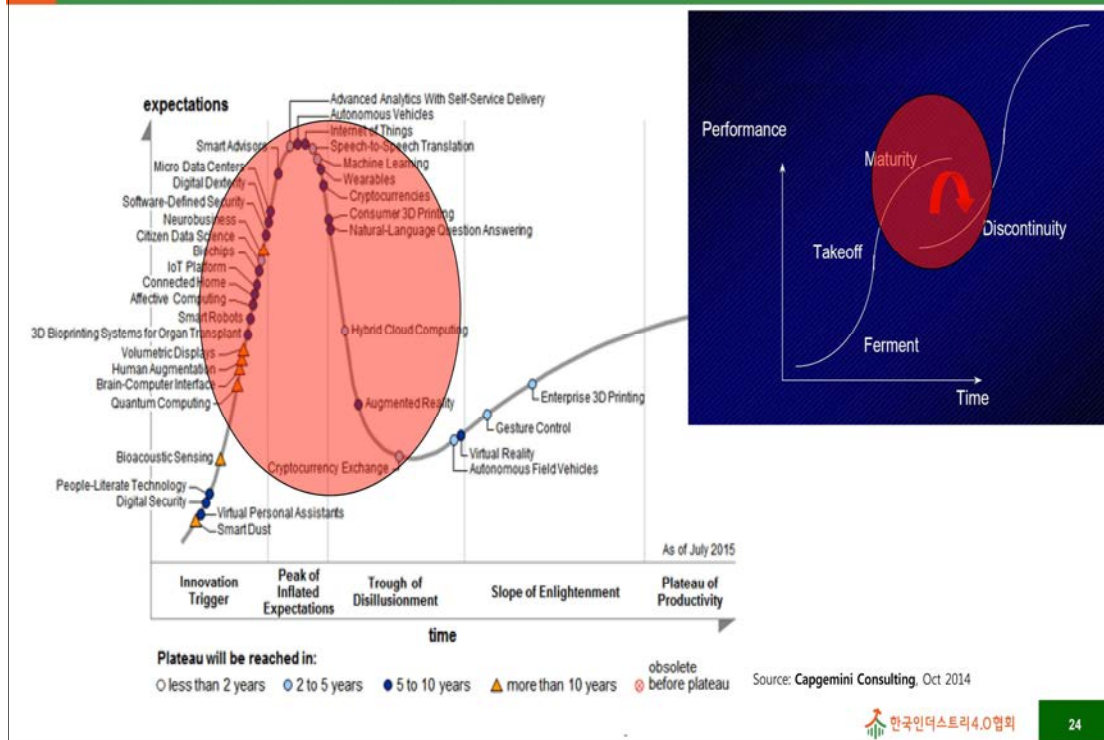 expectations
Advanced Analytics With Self-Service Delivery
Autonomous Vehicles
Internet of Things
Smart Advisors
Speech-to-Speech Translation
Micro Data Centers
Machine Learning
Digital Dexterity
Wearables
Software-Defined Security
Cryptocurrencies
Neurobusiness
Consumer 3D Printing
Citizen Data Science
Natural-Language Question Answering
Biochips
IoT Platform
Connected Home
Affective Computing
Smart Robots
Hybrid Cloud Computing
3D Bioprinting Systems for Organ Transplant
Volumetric Displays
Human Augmentation
Brain-Computer Interface
Quantum Computing
Augmented Reality
Enterprise 3D Printing
Gesture Control
Virtual Reality
Autonomous Field Vehicles
Bioacoustic Sensing
Cryptocurrency Exchange
People-Literate Technology
Digital Security
Virtual Personal Assistants
Smart Dust
As of July 2015
Innovation
Trigger
Peak of
Inflated
Expectations
Trough of
Disillusionment
Slope of Enlightenment
Plateau of
Productivity
time
Plateau will be reached in:
less than 2 years
2 to 5 years
5 to 10 years
more than 10 years
obsolete
before plateau
Performance
Maturity
Discontinuity
Takeoff
Ferment
Time
Source: Capgemini Consulting, Oct 2014
한국인더스트리4.0협회
24